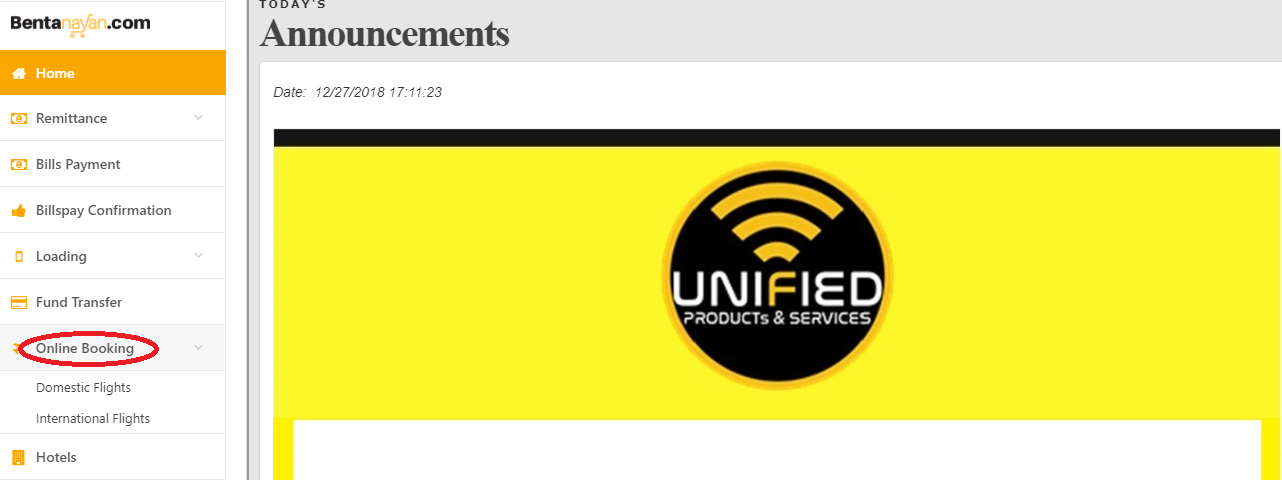 Bentanayan.com
Home
Remittance
Bills Payment
Billspay Confirmation
Loading
Fund Transfer
Online Booking
Domestic Flights
International Flights
Hotels
TODAY'S
Announcements
Date: 12/27/2018 17:11:23
UNIFIED
PRODUCTs & SERVICES